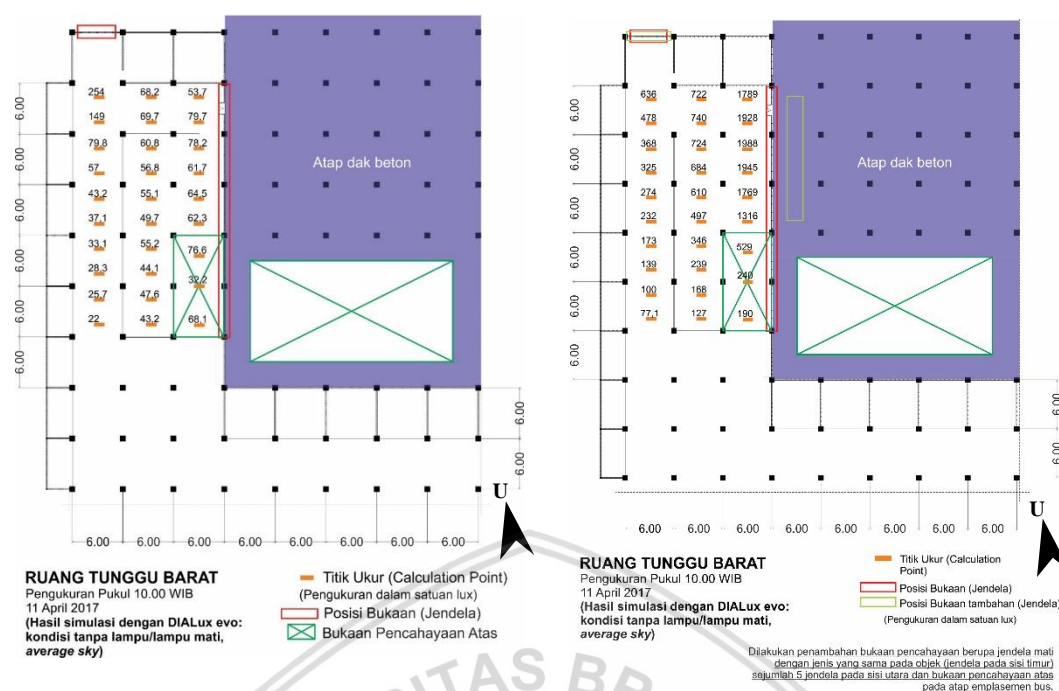 254 68,2 53,7
149 69,7 79,7
79,8 60,8 78,2
57 56,8 61,7
43,2 55,1 64,5
37,1 49,7 62,3
33,1 55,2 76,6
28,3 44,1 32,2
25,7 47,6
22 43,2 68,1
6.00
6.00
6.00
6.00
6.00
6.00
Atap dak beton
6.00
6.00
6.00 6.00 6.00 6.00 6.00 6.00 6.00 6.00
U
RUANG TUNGGU BARAT
Pengukuran Pukul 10.00 WIB
11 April 2017
(Hasil simulasi dengan DIALux evo:
kondisi tanpa lampu/lampu mati,
average sky)
Titik Ukur (Calculation Point)
(Pengukuran dalam satuan lux)
Posisi Bukaan (Jendela)
Bukaan Pencahayaan Atas
636 722 1789
478 740 1928
368 724 1988
325 684 1945
274 610 1769
232 497 1316
173 346 529
139 239 240
100 168
77,1 127 190
6.00
6.00
6.00
6.00
6.00
6.00
Atap dak beton
6.00
6.00
6.00 6.00 6.00 6.00 6.00 6.00 6.00 6.00
U
RUANG TUNGGU BARAT
Pengukuran Pukul 10.00 WIB
11 April 2017
(Hasil simulasi dengan DIALux evo:
kondisi tanpa lampu/lampu mati,
average sky)
Titik Ukur (Calculation
Point)
Posisi Bukaan (Jendela)
Posisi Bukaan tambahan (Jendela)
(Pengukuran dalam satuan lux)
Dilakukan penambahan bukaan pencahayaan berupa jendela mati
dengan jenis yang sama pada objek (jendela pada sisi timur)
sejumlah 5 jendela pada sisi utara dan bukaan pencahayaan atas
pada atap emplasemen bus.
ITAS BR